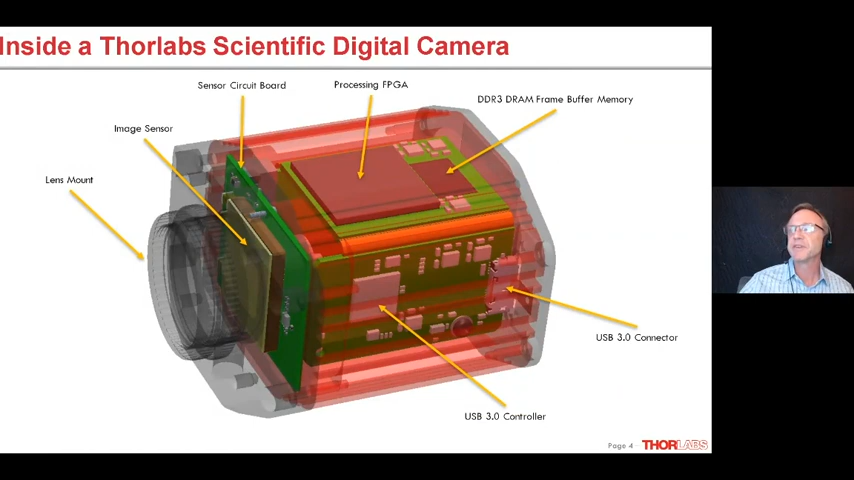 Inside a Thorlabs Scientific Digital Camera
Sensor Circuit Board
Processing FPGA
DDR3 DRAM Frame Buffer Memory
Image Sensor
Lens Mount
USB 3.0 Connector
USB 3.0 Controller
Page 4
THORLABS